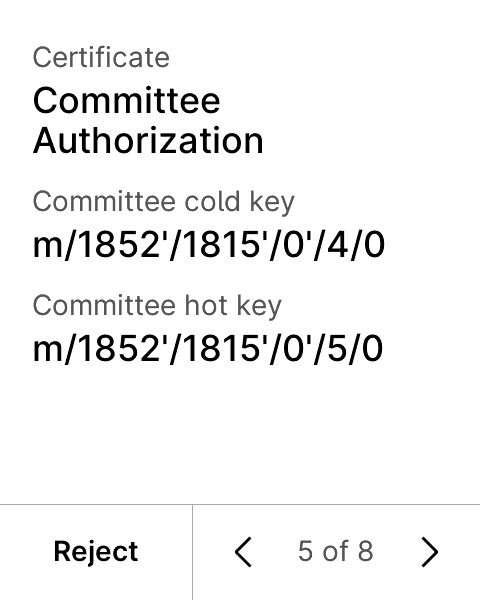 Certificate
Committee
Authorization
Committee cold key
m/1852'/1815'/0'/4/0
Committee hot key
m/1852'/1815'/0'/5/0
Reject
5 of 8